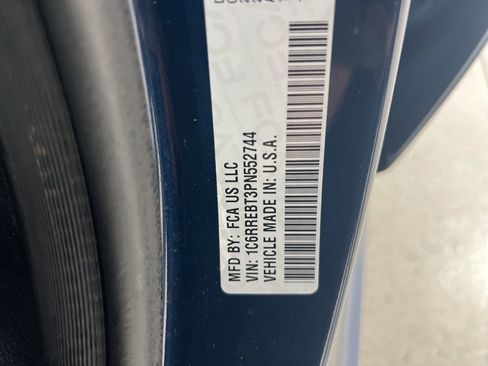 MFD BY: FCA US LLC
VIN: 1C6RREBT3PN552744
VEHICLE MADE IN: U.S.A.